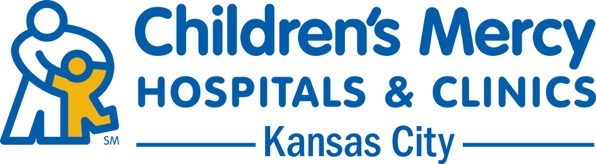 Children's Mercy
HOSPITALS & CLINICS
Kansas City
SM